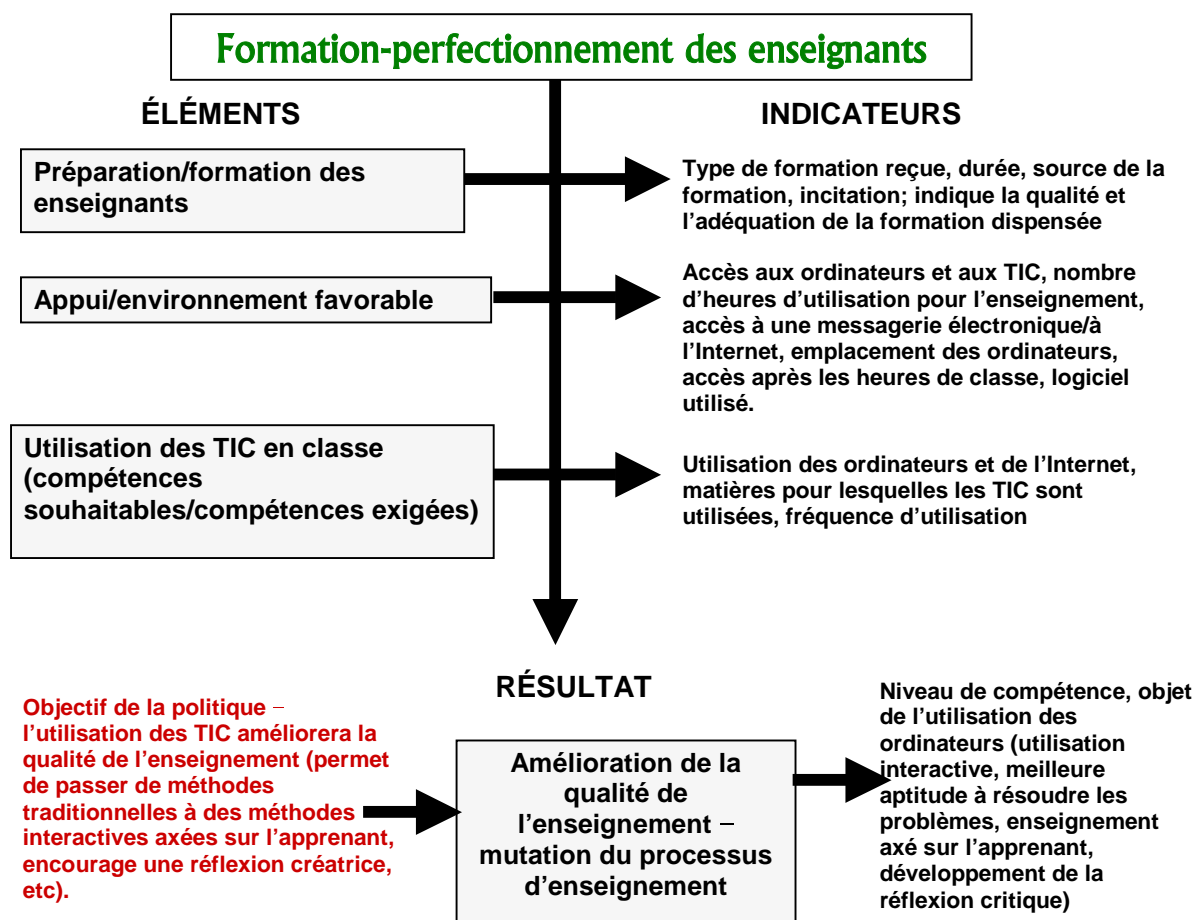 Formation-perfectionnement des enseignants
ÉLÉMENTS
INDICATEURS
Préparation/formation des
enseignants
Type de formation reçue, durée, source de la
formation, incitation; indique la qualité et
l’adéquation de la formation dispensée
Appui/environnement favorable
Accès aux ordinateurs et aux TIC, nombre
d’heures d’utilisation pour l’enseignement,
accès à une messagerie électronique/à
l’Internet, emplacement des ordinateurs,
accès après les heures de classe, logiciel
utilisé.
Utilisation des TIC en classe
(compétences
souhaitables/compétences exigées)
Utilisation des ordinateurs et de l’Internet,
matières pour lesquelles les TIC sont
utilisées, fréquence d’utilisation
RÉSULTAT
Objectif de la politique –
l’utilisation des TIC améliorera la
qualité de l’enseignement (permet
de passer de méthodes
traditionnelles à des méthodes
interactives axées sur l’apprenant,
encourage une réflexion créatrice,
etc).
Amélioration de la
qualité de
l’enseignement –
mutation du processus
d’enseignement
Niveau de compétence, objet
de l’utilisation des
ordinateurs (utilisation
interactive, meilleure
aptitude à résoudre les
problèmes, enseignement
axé sur l’apprenant,
développement de la
réflexion critique)